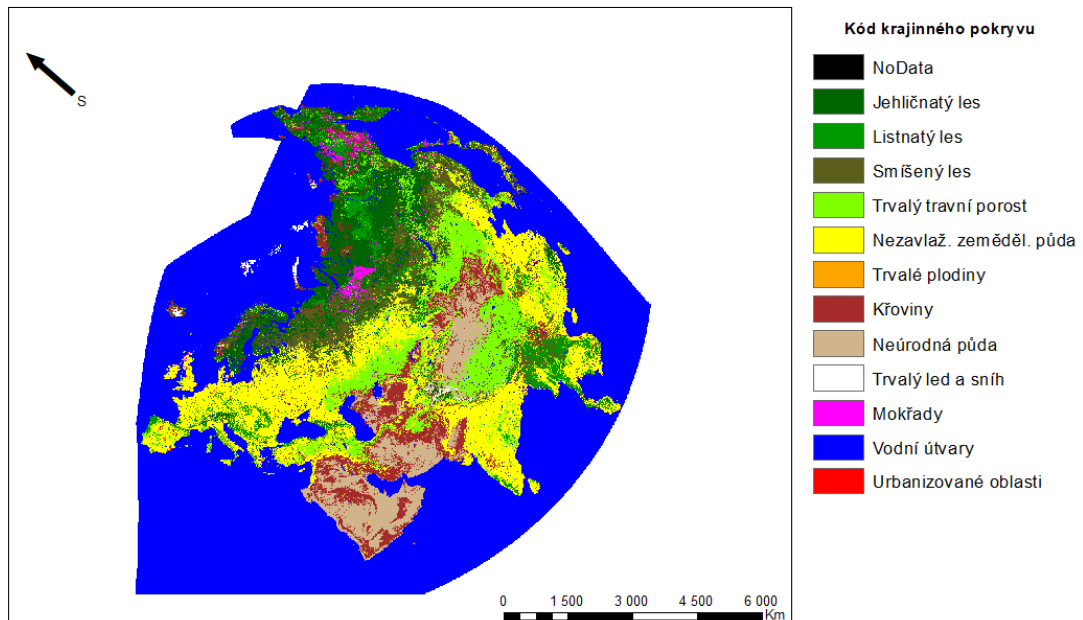 Kód krajinného pokryvu
S
NoData
Jehličnatý les
Listnatý les
Smíšený les
Trvalý travní porost
Nezavlaž. zeměděl. půda
Trvalé plodiny
Křoviny
Neúrodná půda
Trvalý led a sníh
Mokřady
Vodní útvary
Urbanizované oblasti
0 1 500 3 000 4 500 6 000
Km